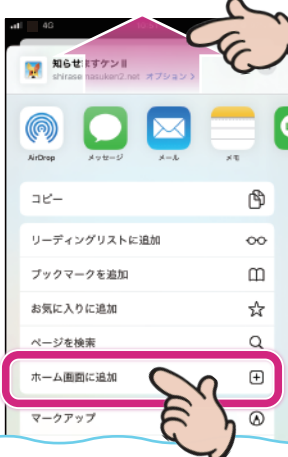 4G
知らせますケンⅡ
shirasemasuken2.net オプション >
AirDrop メッセージ メール メモ
コピー
リーディングリストに追加
ブックマークを追加
お気に入りに追加
ページを検索
ホーム画面に追加
マークアップ